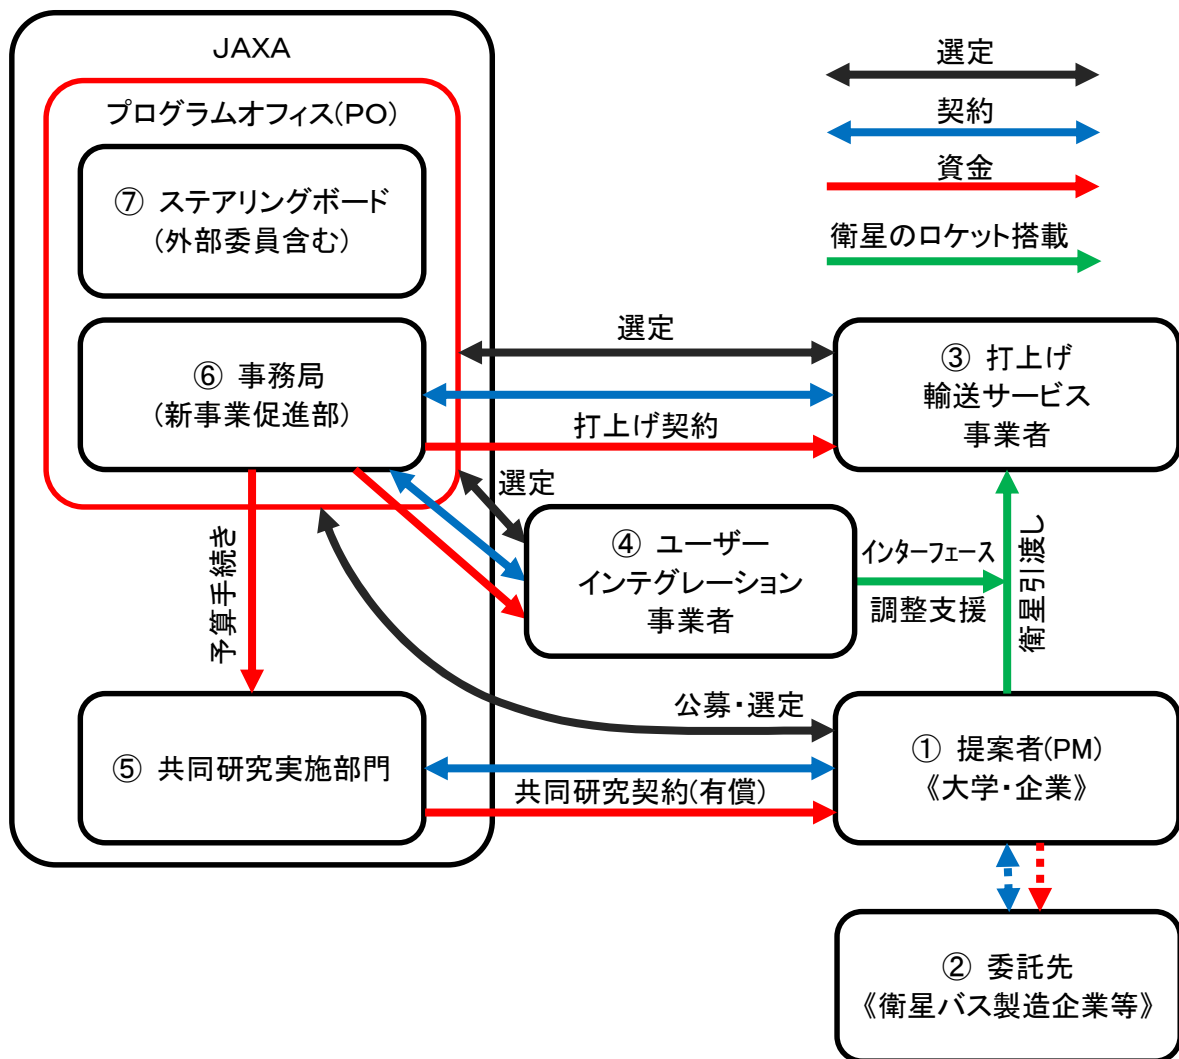 JAXA
プログラムオフィス(PO)
⑦ ステアリングボード
(外部委員含む)
⑥ 事務局
(新事業促進部)
予算手続き
⑤ 共同研究実施部門
選定
契約
資金
衛星のロケット搭載
選定
打上げ契約
選定
③ 打上げ
輸送サービス
事業者
④ ユーザー
インテグレーション
事業者
インターフェース
調整支援
衛星引渡し
公募・選定
共同研究契約(有償)
① 提案者(PM)
《大学・企業》
② 委託先
《衛星バス製造企業等》